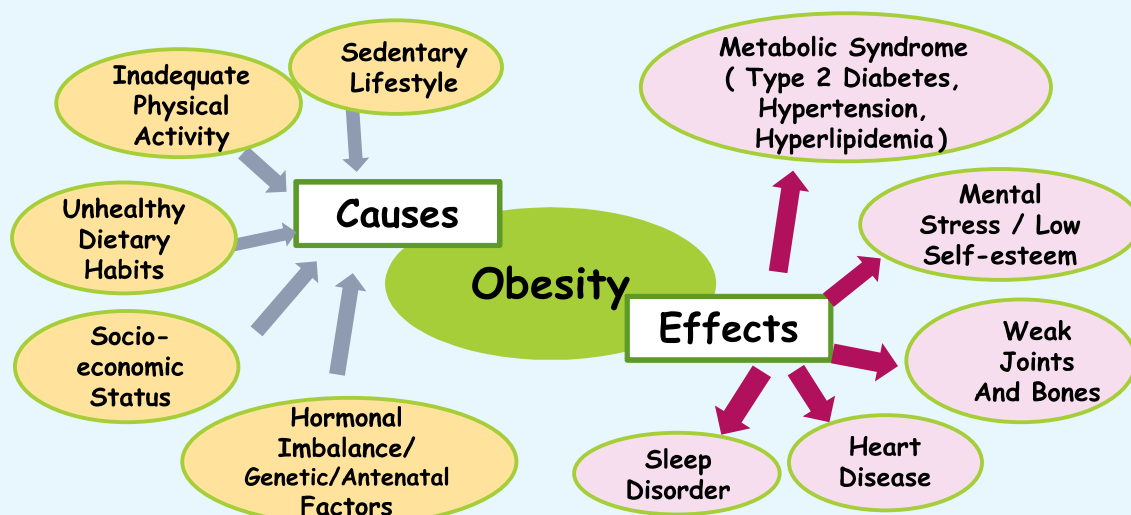 Sedentary
Lifestyle
Inadequate
Physical
Activity
Unhealthy
Dietary
Habits
Socio-
economic
Status
Hormonal
Imbalance/
Genetic/Antenatal
Factors
Causes
Obesity
Effects
Metabolic Syndrome
( Type 2 Diabetes,
Hypertension,
Hyperlipidemia)
Mental
Stress / Low
Self-esteem
Weak
Joints
And Bones
Heart
Disease
Sleep
Disorder